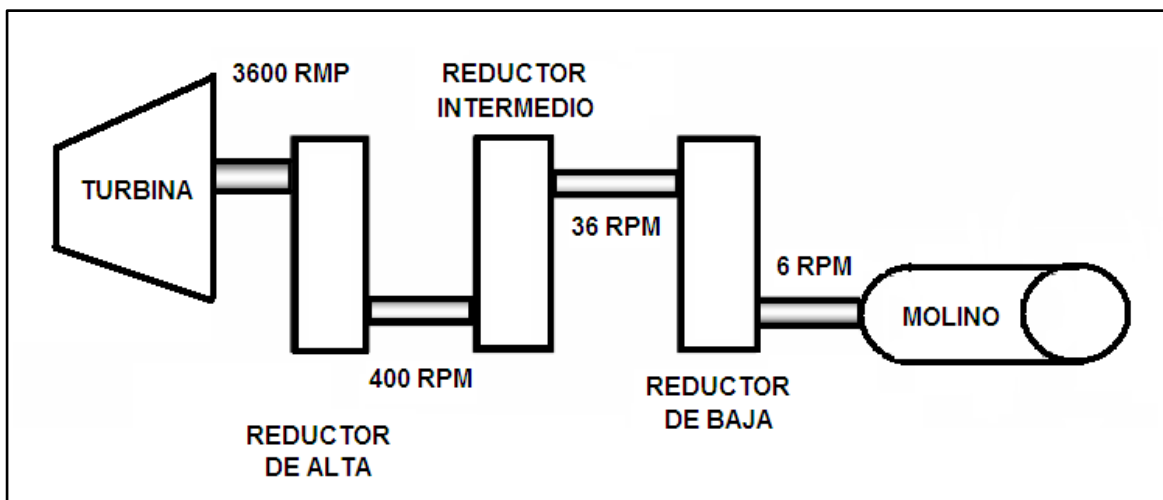 3600 RMP
REDUCTOR
INTERMEDIO
TURBINA
36 RPM
6 RPM
MOLINO
400 RPM
REDUCTOR
DE BAJA
REDUCTOR
DE ALTA